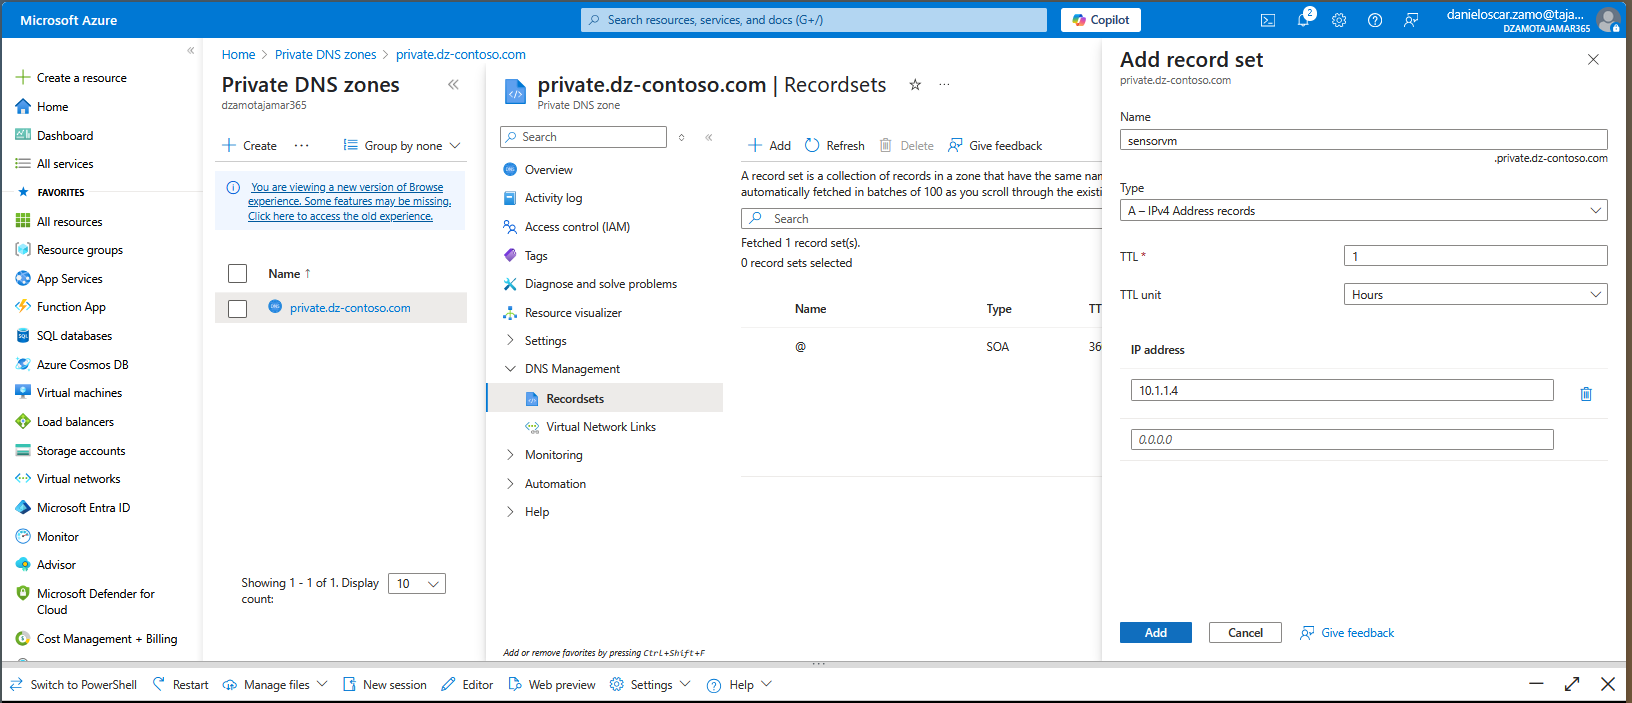 Microsoft Azure
Search resources, services, and docs (G+/)
Copilot
2
danieloscar.zamo@taja...
DZAMOTAJAMAR365
Create a resource
Home
Dashboard
All services
FAVORITES
All resources
Resource groups
App Services
Function App
SQL databases
Azure Cosmos DB
Virtual machines
Load balancers
Storage accounts
Virtual networks
Microsoft Entra ID
Monitor
Advisor
Microsoft Defender for
Cloud
Cost Management + Billing
Home > Private DNS zones > private.dz-contoso.com
Private DNS zones
dzamotajamar365
Create
Group by none
You are viewing a new version of Browse
experience. Some features may be missing.
Click here to access the old experience.
Name ↑
private.dz-contoso.com
Showing 1 - 1 of 1. Display
count:
10
private.dz-contoso.com | Recordsets
Private DNS zone
Search
Overview
Activity log
Access control (IAM)
Tags
Diagnose and solve problems
Resource visualizer
Settings
DNS Management
Recordsets
Virtual Network Links
Monitoring
Automation
Help
Add or remove favorites by pressing Ctrl+Shift+F
Add
Refresh
Delete
Give feedback
A record set is a collection of records in a zone that have the same nam
automatically fetched in batches of 100 as you scroll through the existi
Search
Fetched 1 record set(s).
0 record sets selected
Name Type TT
@ SOA 36
Add record set
private.dz-contoso.com
Name
sensorvm
.private.dz-contoso.com
Type
A – IPv4 Address records
TTL *
1
TTL unit
Hours
IP address
10.1.1.4
0.0.0.0
Add
Cancel
Give feedback
Switch to PowerShell
Restart
Manage files
New session
Editor
Web preview
Settings
Help